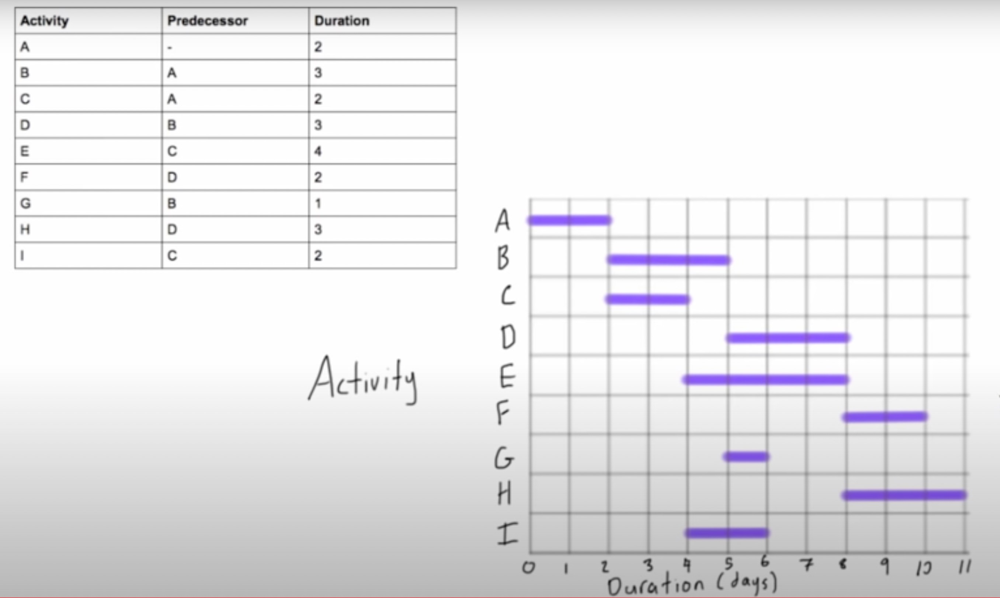 Activity Predecessor Duration
A - 2
B A 3
C A 2
D B 3
E C 4
F D 2
G B 1
H D 3
I C 2
A
B
C
D
Activity
E
F
G
H
I
0 1 2 3 4 5 6 7 8 9 10 11
Duration (days)